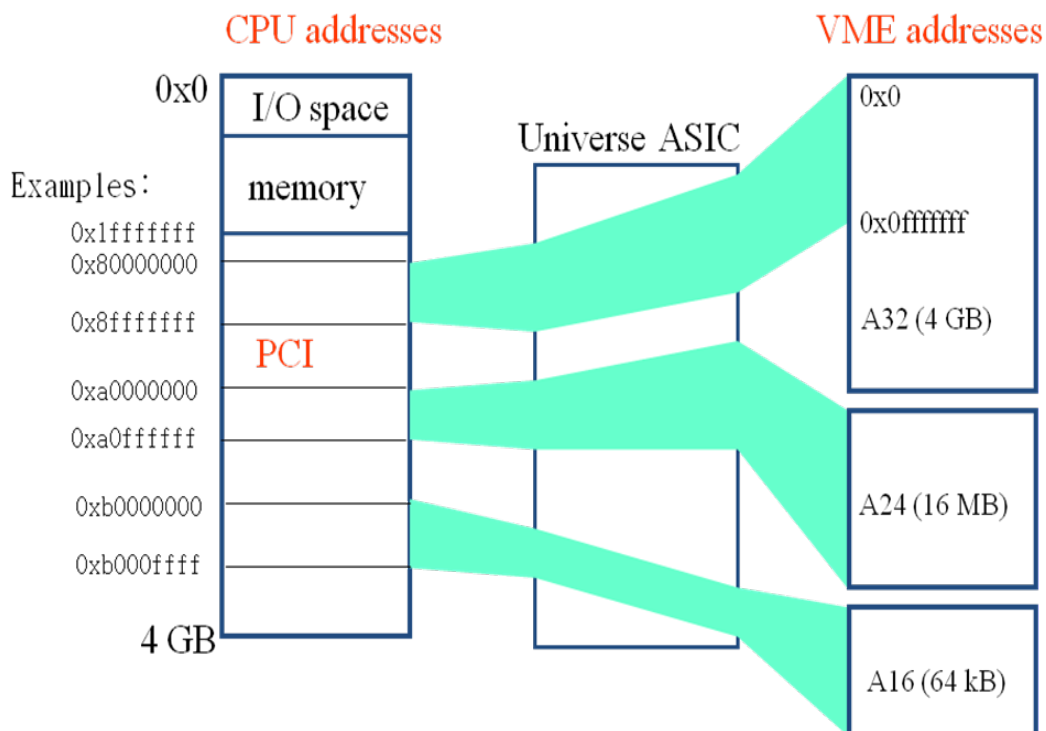 CPU addresses
VME addresses
0x0
I/O space
Universe ASIC
0x0
Examples:
memory
0x1fffffff
0x80000000
0x0fffffff
0x8fffffff
A32 (4 GB)
PCI
0xa0000000
0xa0ffffff
0xb0000000
A24 (16 MB)
0xb000ffff
4 GB
A16 (64 kB)